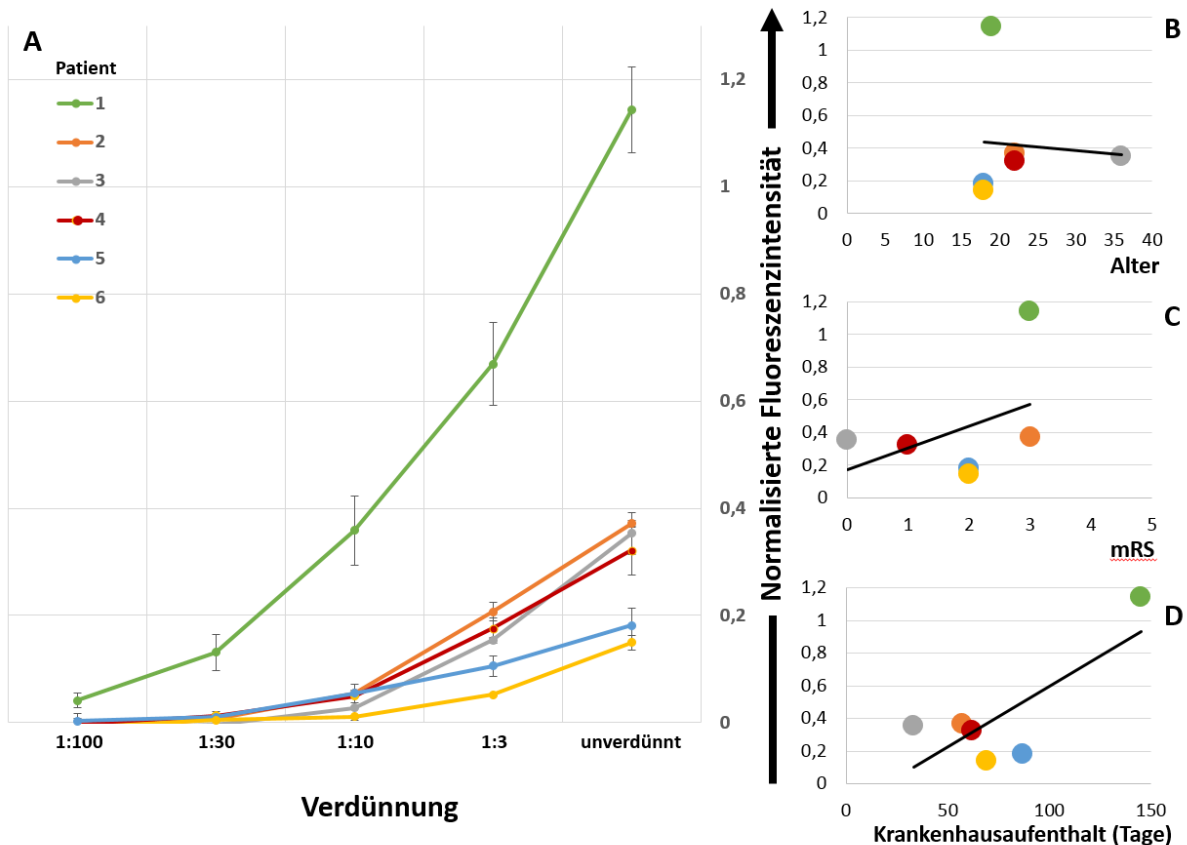 A
Patient
1
2
3
4
5
6
1,2
1
0,8
0,6
0,4
0,2
0
1:100 1:30 1:10 1:3 unverdünnt
Verdünnung
Normalisierte Fluoreszenzintensität
B
1,2
1
0,8
0,6
0,4
0,2
0
0 5 10 15 20 25 30 35 40
Alter
C
1,2
1
0,8
0,6
0,4
0,2
0
0 1 2 3 4 5
mRS
D
1,2
1
0,8
0,6
0,4
0,2
0
0 50 100 150
Krankenhausaufenthalt (Tage)